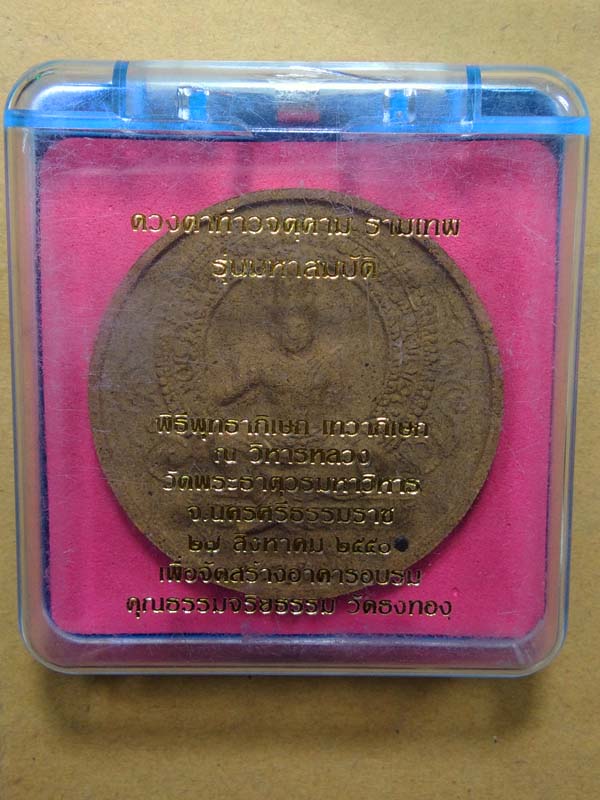 ดวงตาท้าวจตุคาม รามเทพ
รุ่นมหาสมบัติ
พิธีพุทธาภิเษก เทวาภิเษก
ณ วิหารหลวง
วัดพระธาตุวรมหาวิหาร
จ.นครศรีธรรมราช
๒๗ สิงหาคม ๒๕๕๐
เพื่อจัดสร้างอาคารอบรม
คุณธรรมจริยธรรม วัดธงทอง